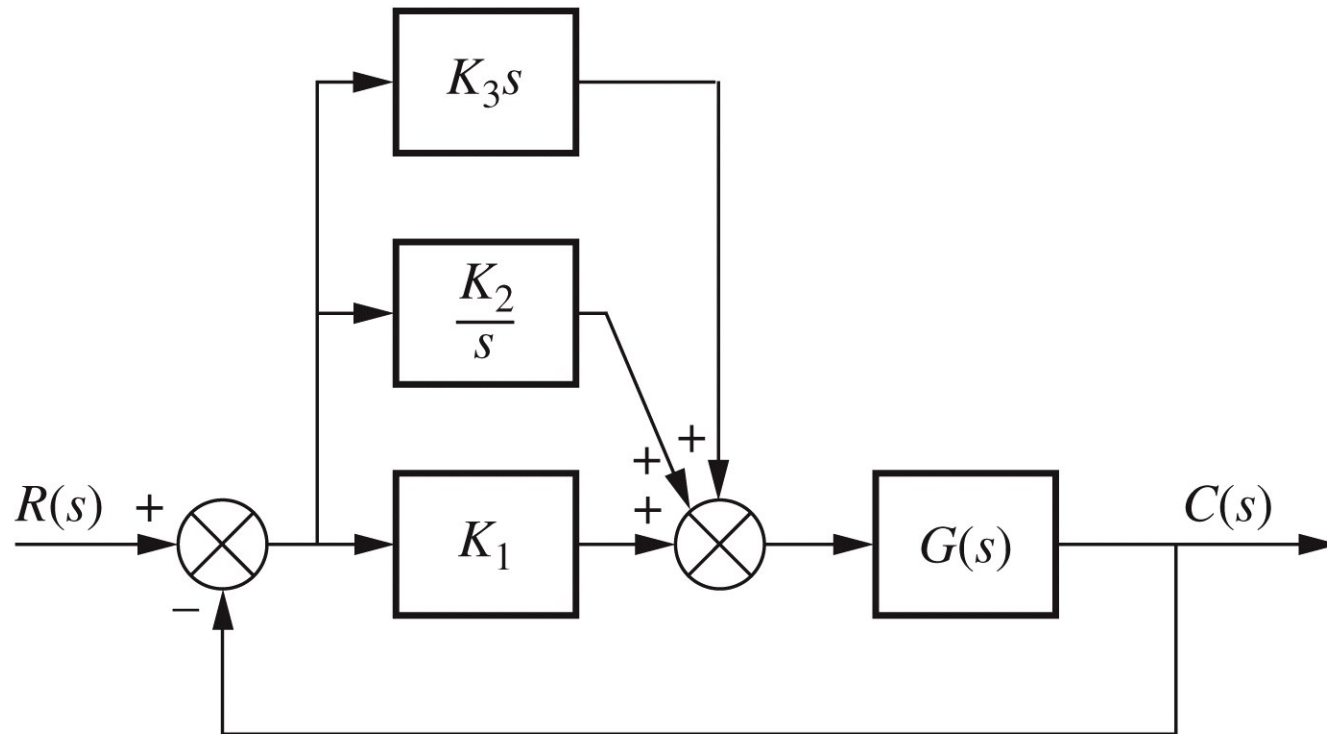 K₃s
K₂
s
+
+
R(s)
+
+
K₁
G(s)
C(s)
−